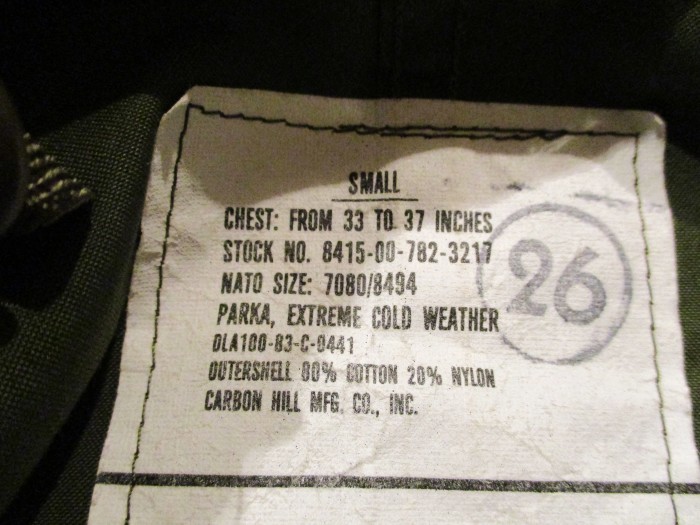 SMALL
CHEST: FROM 33 TO 37 INCHES
STOCK NO. 8415-00-782-3217
NATO SIZE: 7080/8494
PARKA, EXTREME COLD WEATHER
DLA100-83-C-0441
OUTERSHELL 80% COTTON 20% NYLON
CARBON HILL MFG. CO., INC.
26